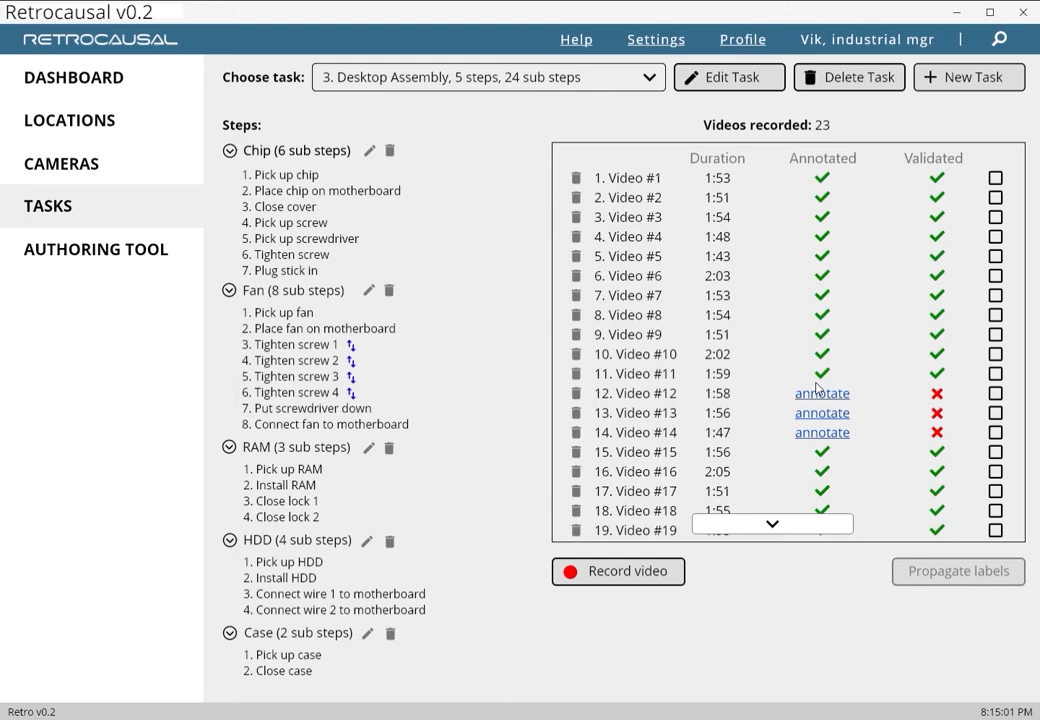 Retrocausal v0.2
RETROCAUSAL Help Settings Profile Vik, industrial mgr |
DASHBOARD
LOCATIONS
CAMERAS
TASKS
AUTHORING TOOL
Choose task: 3. Desktop Assembly, 5 steps, 24 sub steps Edit Task Delete Task + New Task
Steps:
Chip (6 sub steps)
1. Pick up chip
2. Place chip on motherboard
3. Close cover
4. Pick up screw
5. Pick up screwdriver
6. Tighten screw
7. Plug stick in
Fan (8 sub steps)
1. Pick up fan
2. Place fan on motherboard
3. Tighten screw 1
4. Tighten screw 2
5. Tighten screw 3
6. Tighten screw 4
7. Put screwdriver down
8. Connect fan to motherboard
RAM (3 sub steps)
1. Pick up RAM
2. Install RAM
3. Close lock 1
4. Close lock 2
HDD (4 sub steps)
1. Pick up HDD
2. Install HDD
3. Connect wire 1 to motherboard
4. Connect wire 2 to motherboard
Case (2 sub steps)
1. Pick up case
2. Close case
Videos recorded: 23
Duration Annotated Validated
1. Video #1 1:53
2. Video #2 1:51
3. Video #3 1:54
4. Video #4 1:48
5. Video #5 1:43
6. Video #6 2:03
7. Video #7 1:53
8. Video #8 1:54
9. Video #9 1:51
10. Video #10 2:02
11. Video #11 1:59
12. Video #12 1:58 annotate
13. Video #13 1:56 annotate
14. Video #14 1:47 annotate
15. Video #15 1:56
16. Video #16 2:05
17. Video #17 1:51
18. Video #18 1:55
19. Video #19
Record video Propagate labels
Retro v0.2 8:15:01 PM